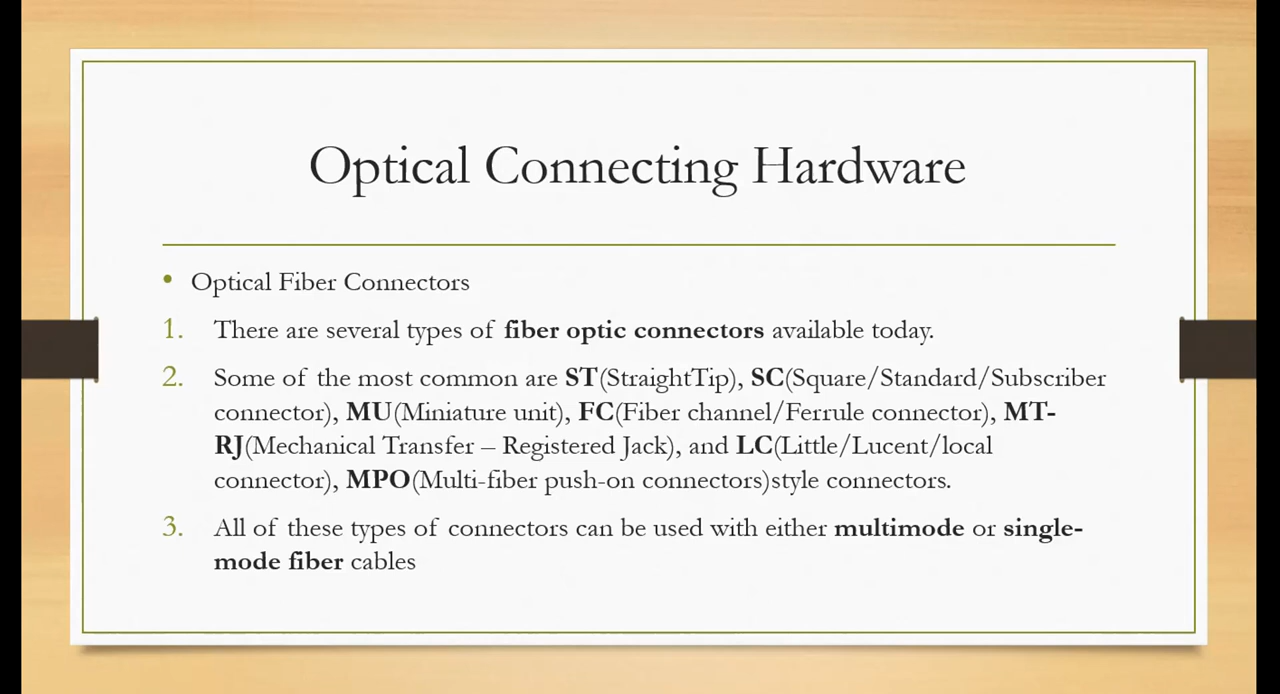 Optical Connecting Hardware
• Optical Fiber Connectors
1. There are several types of fiber optic connectors available today.
2. Some of the most common are ST(StraightTip), SC(Square/Standard/Subscriber
connector), MU(Miniature unit), FC(Fiber channel/Ferrule connector), MT-
RJ(Mechanical Transfer – Registered Jack), and LC(Little/Lucent/local
connector), MPO(Multi-fiber push-on connectors)style connectors.
3. All of these types of connectors can be used with either multimode or single-
mode fiber cables